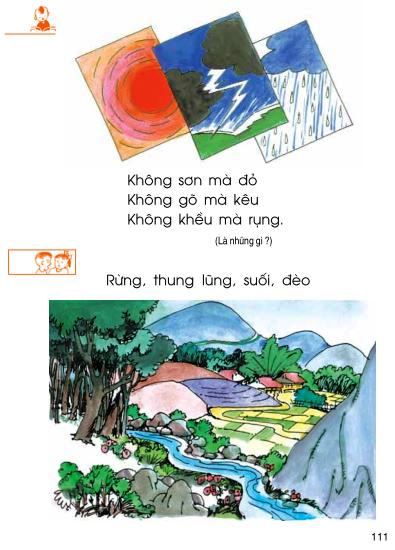 Không sơn mà đỏ
Không gõ mà kêu
Không khều mà rụng.
(Là những gì ?)
Rừng, thung lũng, suối, đèo
111